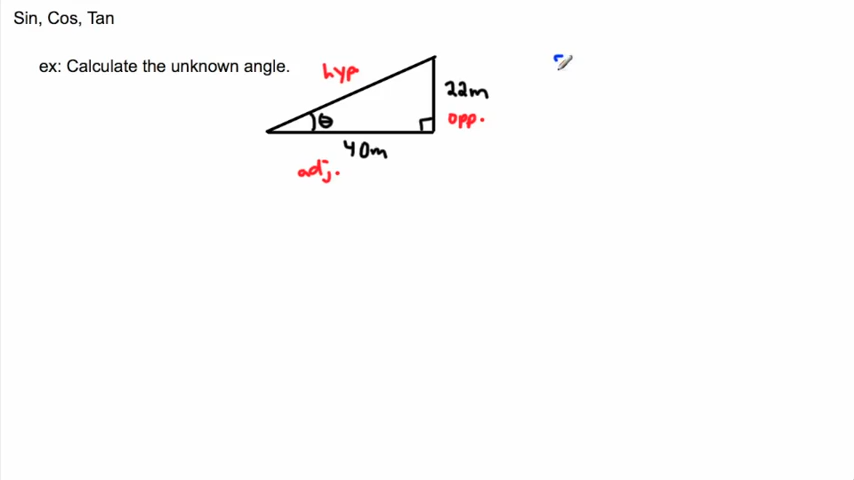 Sin, Cos, Tan
ex: Calculate the unknown angle.
hyp
22m
θ
opp.
40m
adj.